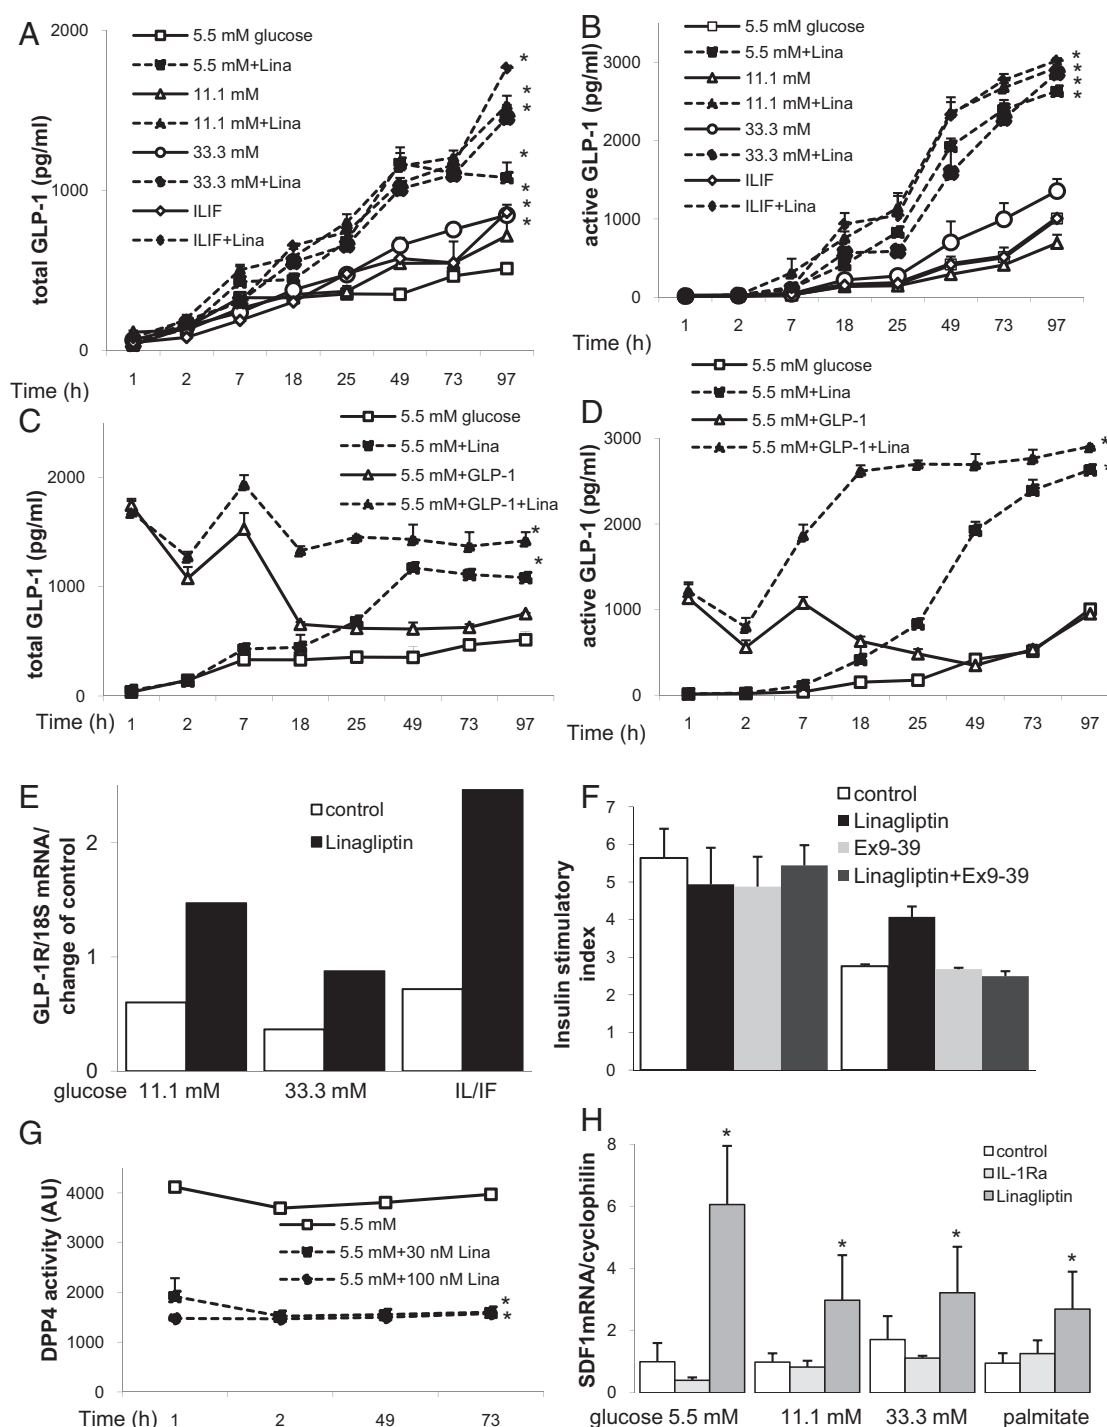 A
total GLP-1 (pg/ml)
2000
1000
0
5.5 mM glucose
5.5 mM+Lina
11.1 mM
11.1 mM+Lina
33.3 mM
33.3 mM+Lina
ILIF
ILIF+Lina
*
*
*
*
*
*
*
1 2 7 18 25 49 73 97
Time (h)
B
active GLP-1 (pg/ml)
3000
2000
1000
0
5.5 mM glucose
5.5 mM+Lina
11.1 mM
11.1 mM+Lina
33.3 mM
33.3 mM+Lina
ILIF
ILIF+Lina
*
*
*
*
1 2 7 18 25 49 73 97
Time (h)
C
total GLP-1 (pg/ml)
2000
1000
0
5.5 mM glucose
5.5 mM+Lina
5.5 mM+GLP-1
5.5 mM+GLP-1+Lina
*
*
Time (h) 1 2 7 18 25 49 73 97
D
active GLP-1 (pg/ml)
3000
2000
1000
0
5.5 mM glucose
5.5 mM+Lina
5.5 mM+GLP-1
5.5 mM+GLP-1+Lina
*
*
1 2 7 18 25 49 73 97
Time (h)
E
GLP-1R/18S mRNA/
change of control
2
1
0
control
Linagliptin
glucose 11.1 mM 33.3 mM IL/IF
F
Insulin stimulatory
index
7
6
5
4
3
2
1
0
control
Linagliptin
Ex9-39
Linagliptin+Ex9-39
G
DPP4 activity (AU)
4000
3000
2000
1000
0
5.5 mM
5.5 mM+30 nM Lina
5.5 mM+100 nM Lina
*
*
Time (h) 1 2 49 73
H
SDF1mRNA/cyclophilin
8
6
4
2
0
control
IL-1Ra
Linagliptin
*
*
*
*
glucose 5.5 mM 11.1 mM 33.3 mM palmitate